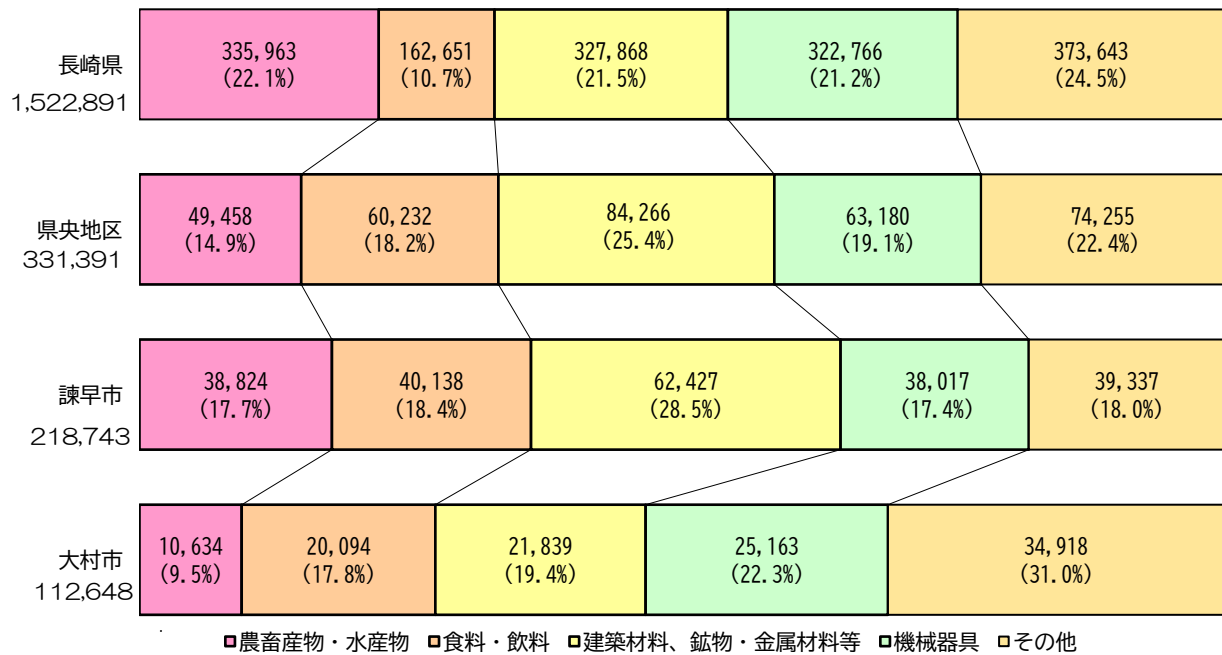 335,963 162,651 327,868 322,766 373,643
長崎県 (22.1%) (10.7%) (21.5%) (21.2%) (24.5%)
1,522,891
49,458 60,232 84,266 63,180 74,255
県央地区 (14.9%) (18.2%) (25.4%) (19.1%) (22.4%)
331,391
38,824 40,138 62,427 38,017 39,337
諫早市 (17.7%) (18.4%) (28.5%) (17.4%) (18.0%)
218,743
10,634 20,094 21,839 25,163 34,918
大村市 (9.5%) (17.8%) (19.4%) (22.3%) (31.0%)
112,648
農畜産物・水産物 食料・飲料 建築材料、鉱物・金属材料等 機械器具 その他